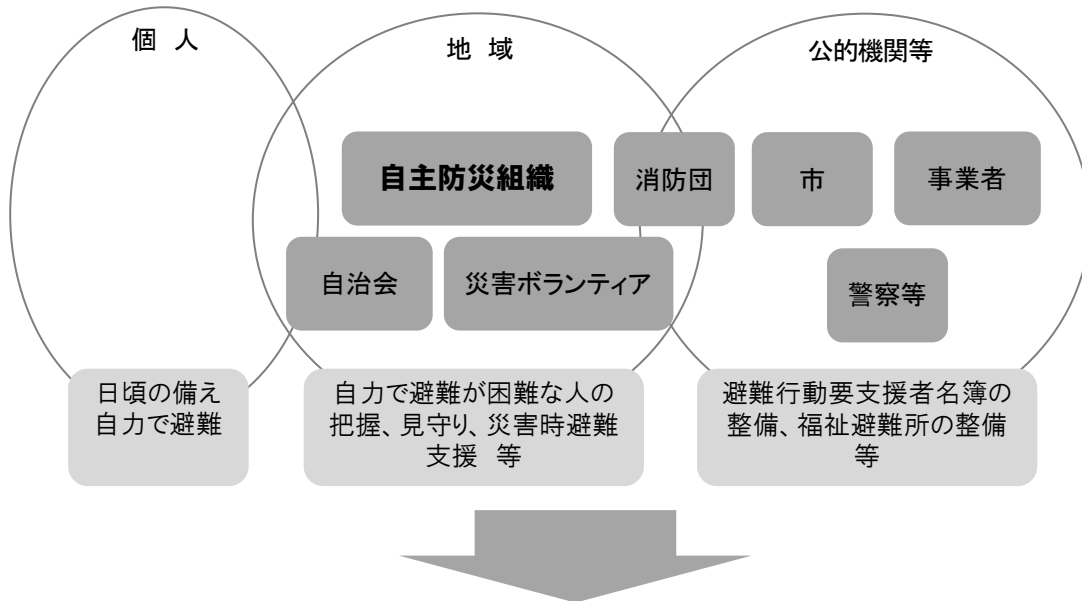 個 人
地 域
公的機関等
自主防災組織
消防団
市
事業者
自治会
災害ボランティア
警察等
日頃の備え
自力で避難
自力で避難が困難な人の
把握、見守り、災害時避難
支援 等
避難行動要支援者名簿の
整備、福祉避難所の整備
等